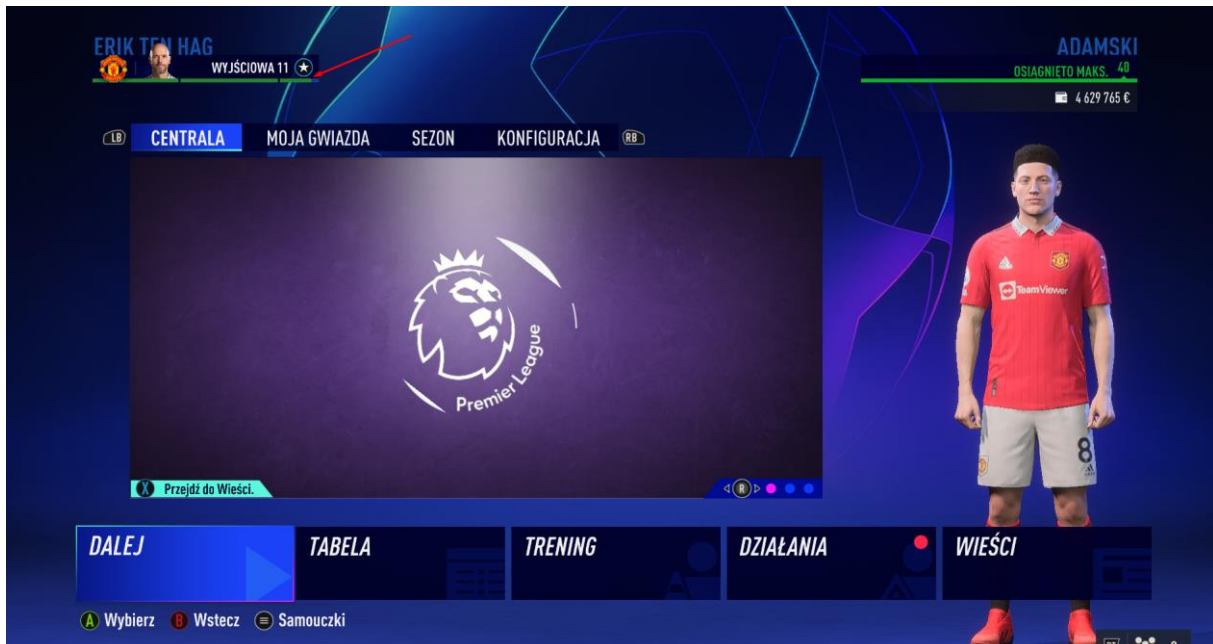 ERIK TEN HAG
WYJŚCIOWA 11
ADAMSKI
OSIĄGNIĘTO MAKS. 40
4 629 765 €
LB CENTRALA MOJA GWIAZDA SEZON KONFIGURACJA RB
Premier League
TeamViewer
8
X Przejdź do Wieści.
R
DALEJ
TABELA
TRENING
DZIAŁANIA
WIEŚCI
A Wybierz B Wstecz Samouczki